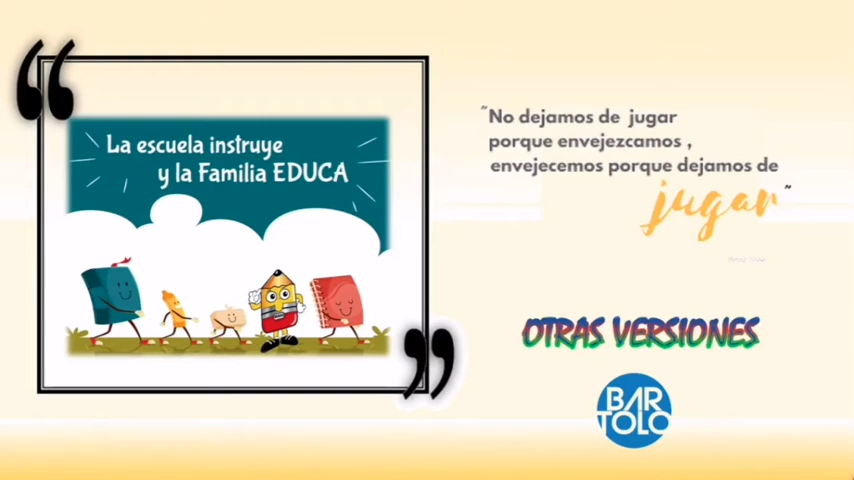 La escuela instruye
y la Familia EDUCA
"No dejamos de jugar
porque envejezcamos ,
envejecemos porque dejamos de
jugar"
OTRAS VERSIONES
BAR
TOLO